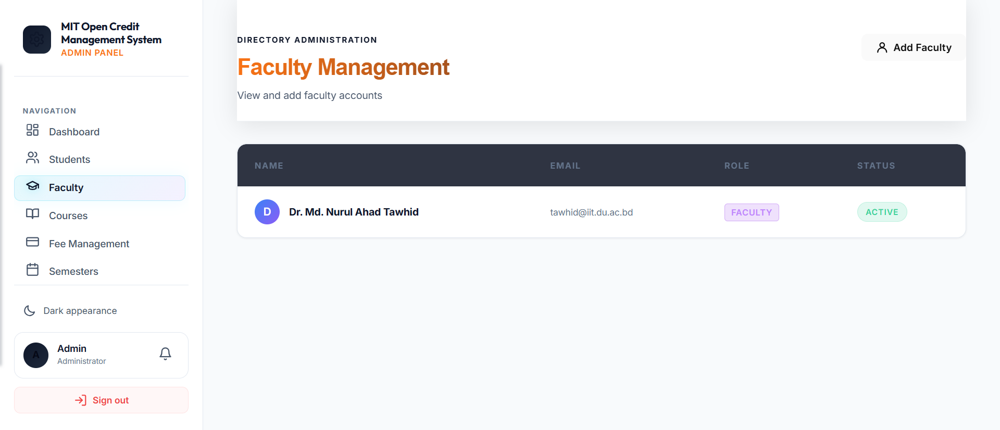 MIT Open Credit
Management System
ADMIN PANEL
NAVIGATION
Dashboard
Students
Faculty
Courses
Fee Management
Semesters
Dark appearance
A
Admin
Administrator
Sign out
DIRECTORY ADMINISTRATION
Faculty Management
View and add faculty accounts
Add Faculty
NAME EMAIL ROLE STATUS
D Dr. Md. Nurul Ahad Tawhid tawhid@iit.du.ac.bd FACULTY ACTIVE